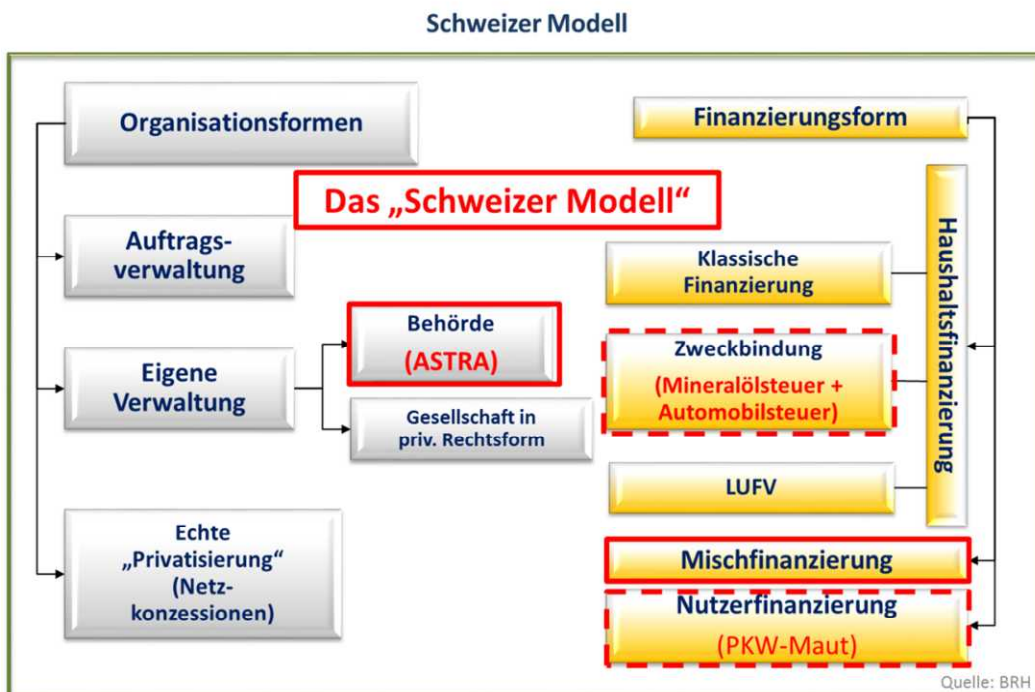 Schweizer Modell
Organisationsformen
Finanzierungsform
Das „Schweizer Modell“
Auftrags-
verwaltung
Eigene
Verwaltung
Behörde
(ASTRA)
Gesellschaft in
priv. Rechtsform
Echte
„Privatisierung“
(Netz-
konzessionen)
Haushaltsfinanzierung
Klassische
Finanzierung
Zweckbindung
(Mineralölsteuer +
Automobilsteuer)
LUFV
Mischfinanzierung
Nutzerfinanzierung
(PKW-Maut)
Quelle: BRH